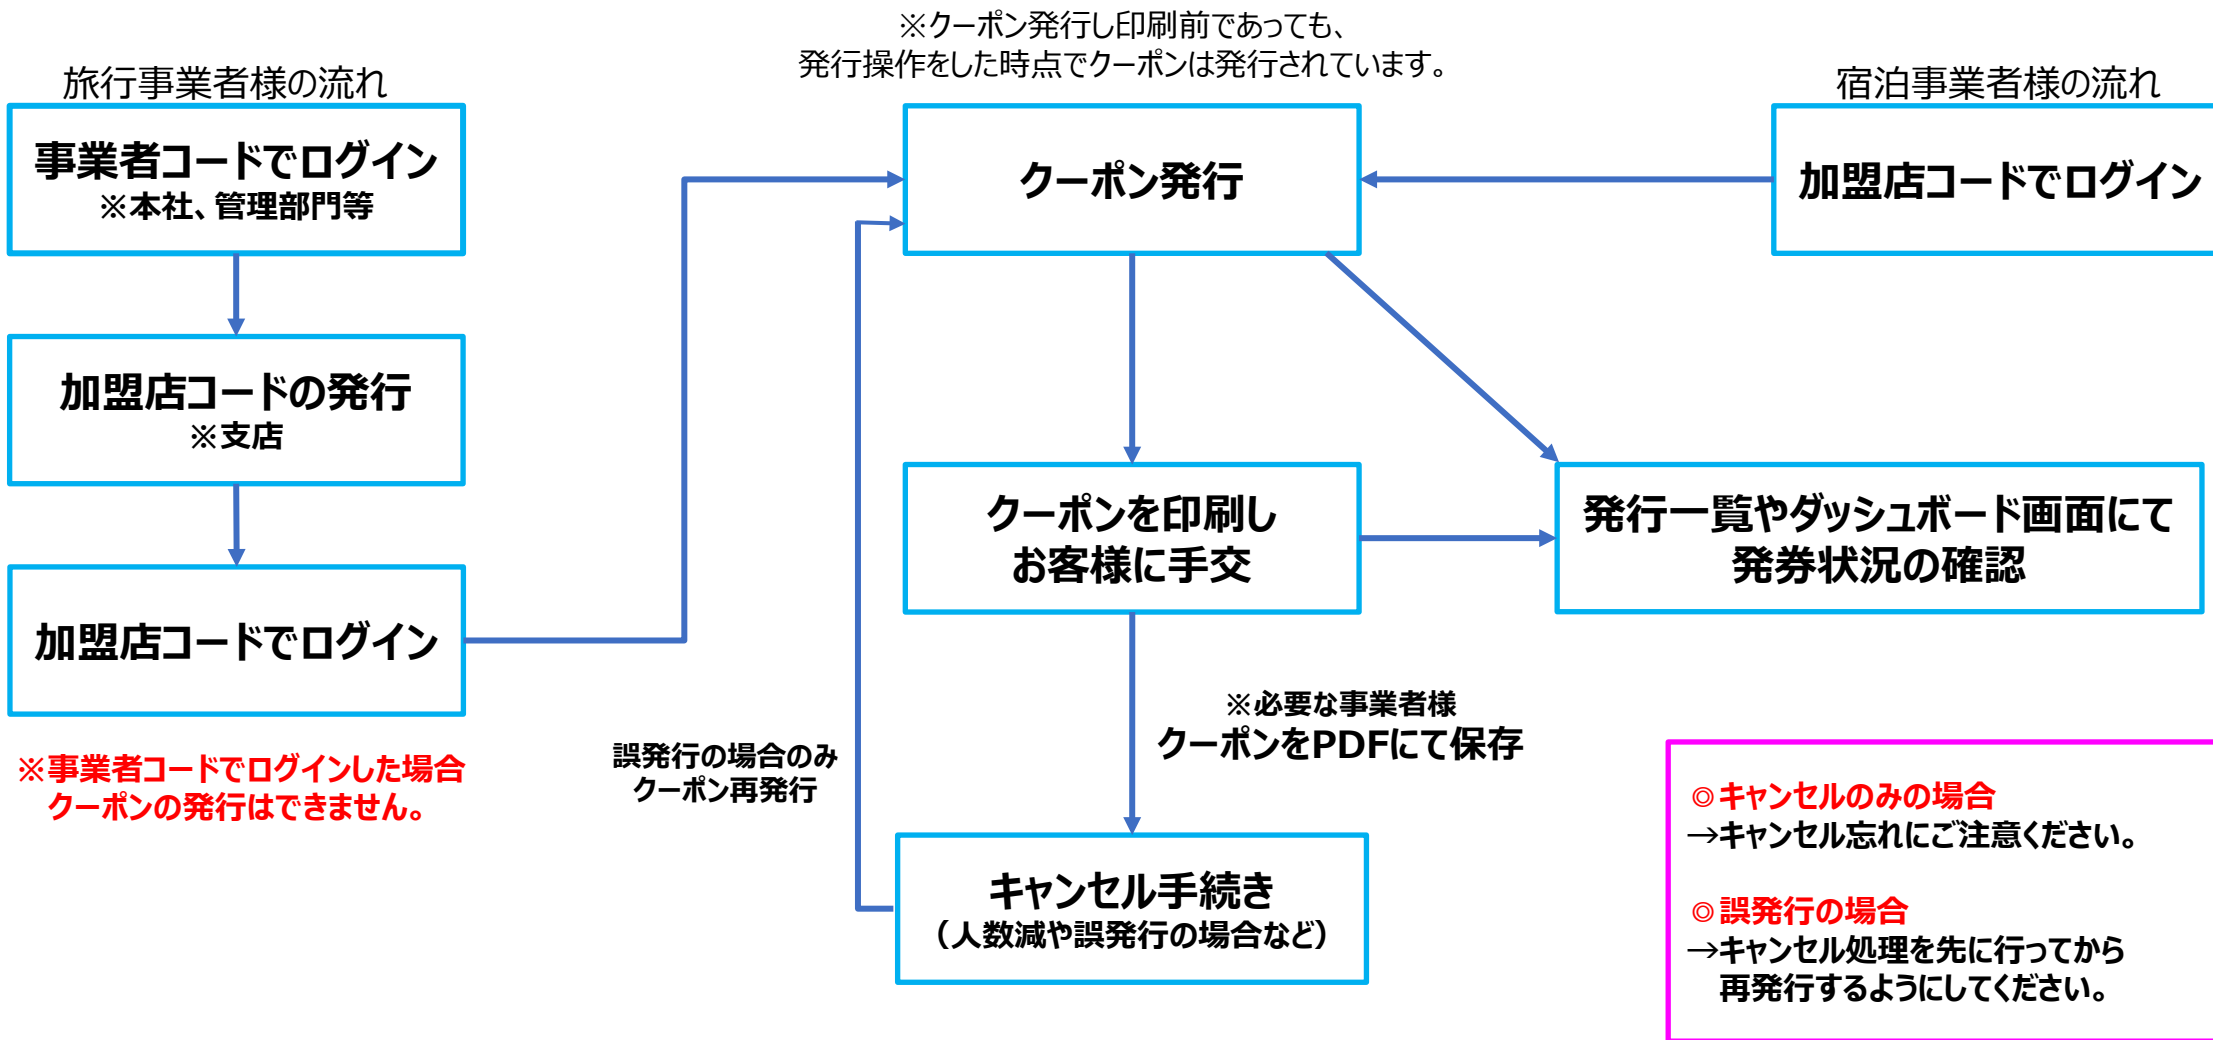 ※クーポン発行し印刷前であっても、
発行操作をした時点でクーポンは発行されています。
旅行事業者様の流れ
事業者コードでログイン
※本社、管理部門等
加盟店コードの発行
※支店
加盟店コードでログイン
※事業者コードでログインした場合
クーポンの発行はできません。
クーポン発行
クーポンを印刷し
お客様に手交
※必要な事業者様
クーポンをPDFにて保存
誤発行の場合のみ
クーポン再発行
キャンセル手続き
（人数減や誤発行の場合など）
宿泊事業者様の流れ
加盟店コードでログイン
発行一覧やダッシュボード画面にて
発券状況の確認
◎キャンセルのみの場合
→キャンセル忘れにご注意ください。
◎誤発行の場合
→キャンセル処理を先に行ってから
再発行するようにしてください。